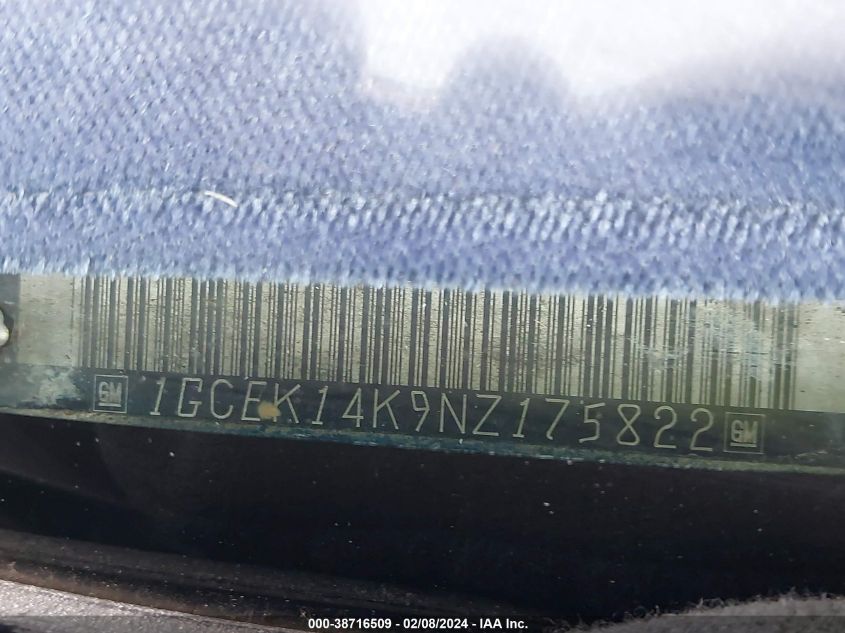 GM 1GCEK14K9NZ175822 GM
000-38716509 - 02/08/2024 - IAA Inc.